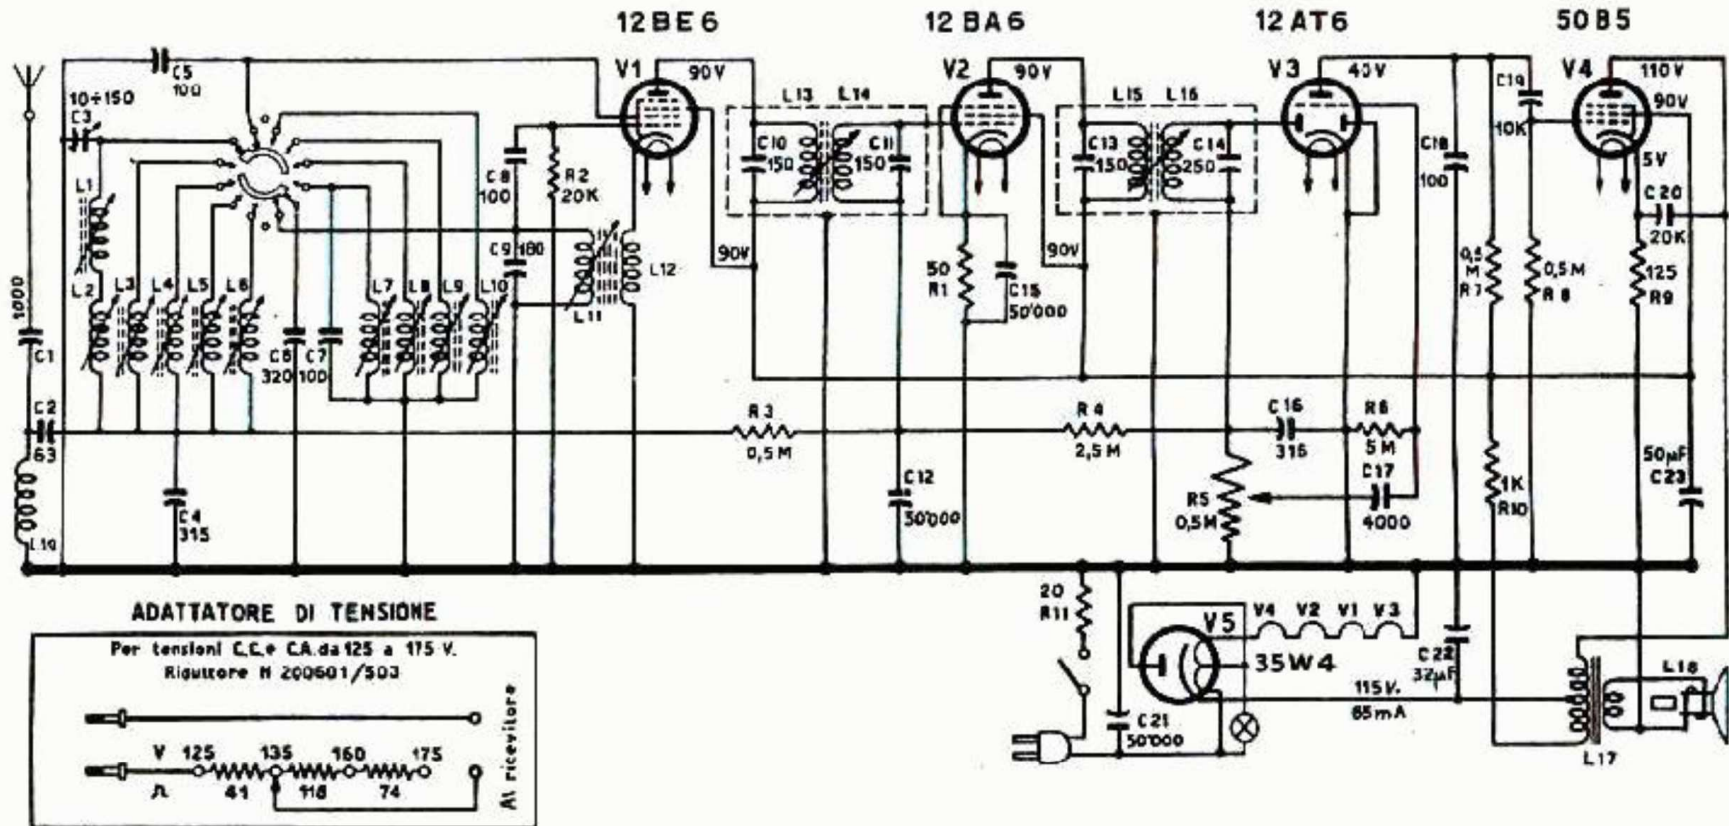 12BE6
12BA6
12AT6
50B5
C5
100
V1
90V
V2
90V
V3
40V
C19
10K
V4
110V
90V
10÷150
C3
L13
L14
L15
L16
C10
150
C11
150
C13
150
C14
250
C18
100
5V
C20
20K
C8
100
R2
20K
L1
C9
180
L12
90V
90V
50
R1
C15
50'000
0,5
M
R7
0,5M
R8
125
R9
L2
L3
L4
L5
L6
L7
L8
L9
L10
L11
1000
C1
C6
320
C7
100
C2
63
R3
0,5M
R4
2,5M
C16
315
R6
5M
C17
4000
50µF
C23
C4
315
L19
C12
50'000
R5
0,5M
1K
R10
ADATTATORE DI TENSIONE
Per tensioni C.C.e C.A.da 125 a 175 V.
Riduttore N 200601/503
Al ricevitore
V 125 135 160 175
Ω 41 118 74
20
R11
V5
35W4
V4 V2 V1 V3
C22
32µF
115V.
65mA
C21
50'000
L18
L17